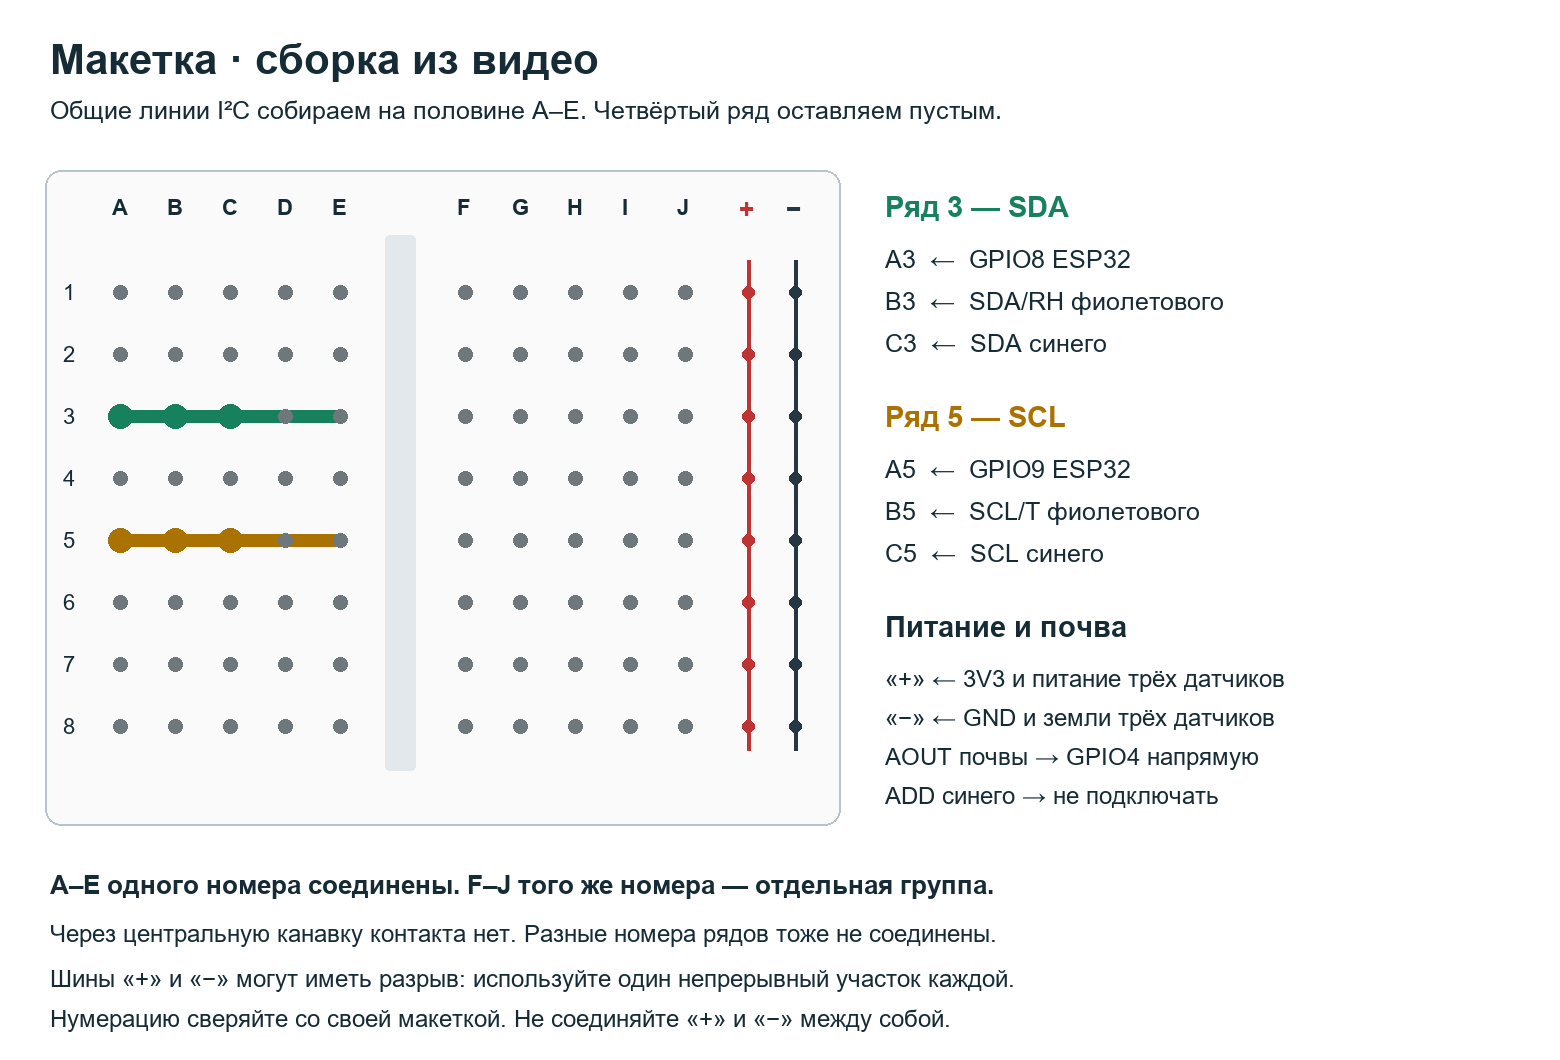 Макетка · сборка из видео
Общие линии I²C собираем на половине A–E. Четвёртый ряд оставляем пустым.
A B C D E F G H I J + −
1
2
3
4
5
6
7
8
Ряд 3 — SDA
A3 ← GPIO8 ESP32
B3 ← SDA/RH фиолетового
C3 ← SDA синего
Ряд 5 — SCL
A5 ← GPIO9 ESP32
B5 ← SCL/T фиолетового
C5 ← SCL синего
Питание и почва
«+» ← 3V3 и питание трёх датчиков
«−» ← GND и земли трёх датчиков
AOUT почвы → GPIO4 напрямую
ADD синего → не подключать
A–E одного номера соединены. F–J того же номера — отдельная группа.
Через центральную канавку контакта нет. Разные номера рядов тоже не соединены.
Шины «+» и «−» могут иметь разрыв: используйте один непрерывный участок каждой.
Нумерацию сверяйте со своей макеткой. Не соединяйте «+» и «−» между собой.